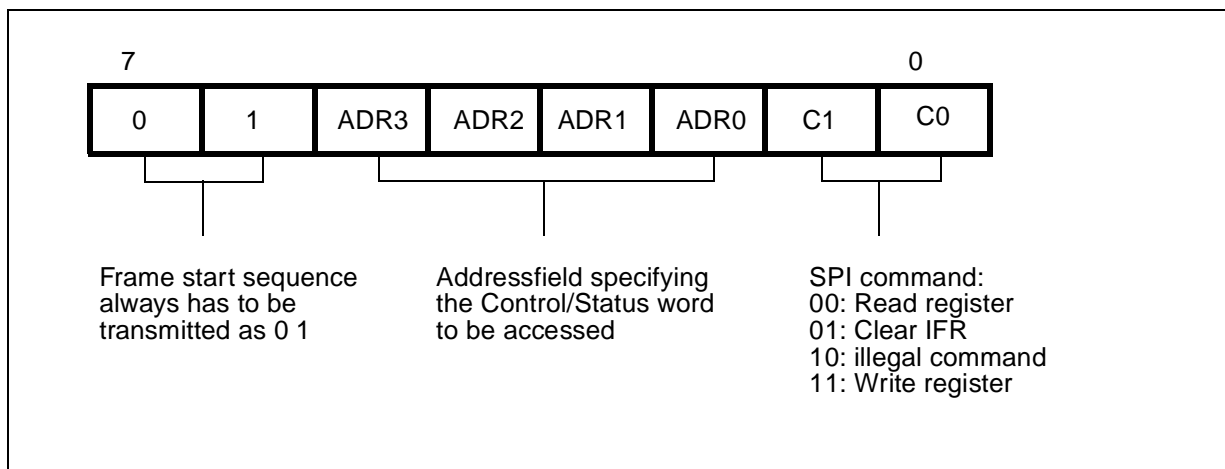 7 0
0 1 ADR3 ADR2 ADR1 ADR0 C1 C0
Frame start sequence
always has to be
transmitted as 0 1
Addressfield specifying
the Control/Status word
to be accessed
SPI command:
00: Read register
01: Clear IFR
10: illegal command
11: Write register